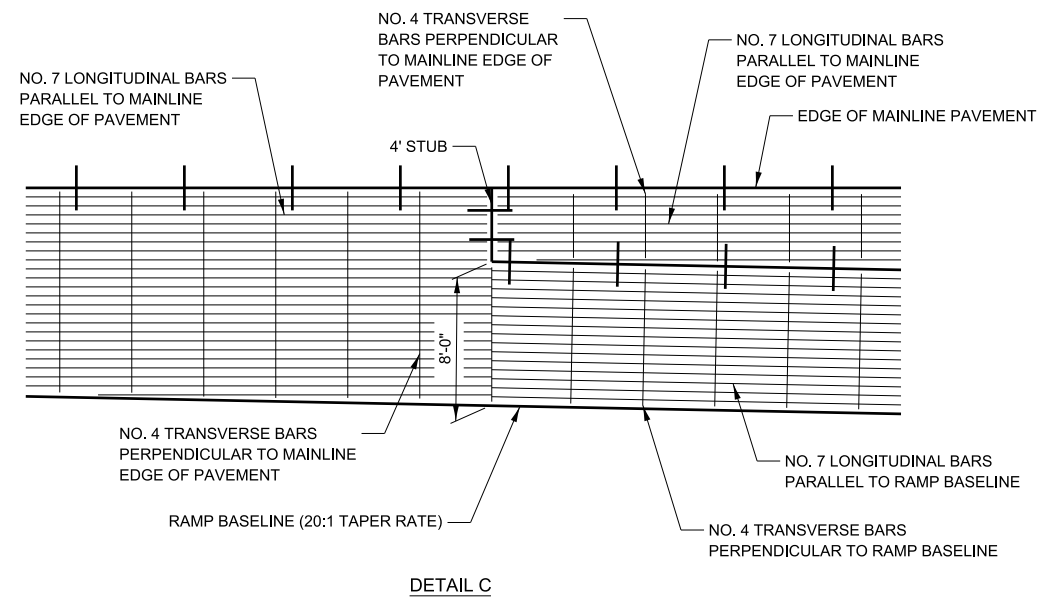 NO. 4 TRANSVERSE
BARS PERPENDICULAR
TO MAINLINE EDGE OF
PAVEMENT
NO. 7 LONGITUDINAL BARS
PARALLEL TO MAINLINE
EDGE OF PAVEMENT
NO. 7 LONGITUDINAL BARS
PARALLEL TO MAINLINE
EDGE OF PAVEMENT
EDGE OF MAINLINE PAVEMENT
4' STUB
8'-0"
NO. 4 TRANSVERSE BARS
PERPENDICULAR TO MAINLINE
EDGE OF PAVEMENT
NO. 7 LONGITUDINAL BARS
PARALLEL TO RAMP BASELINE
RAMP BASELINE (20:1 TAPER RATE)
NO. 4 TRANSVERSE BARS
PERPENDICULAR TO RAMP BASELINE
DETAIL C